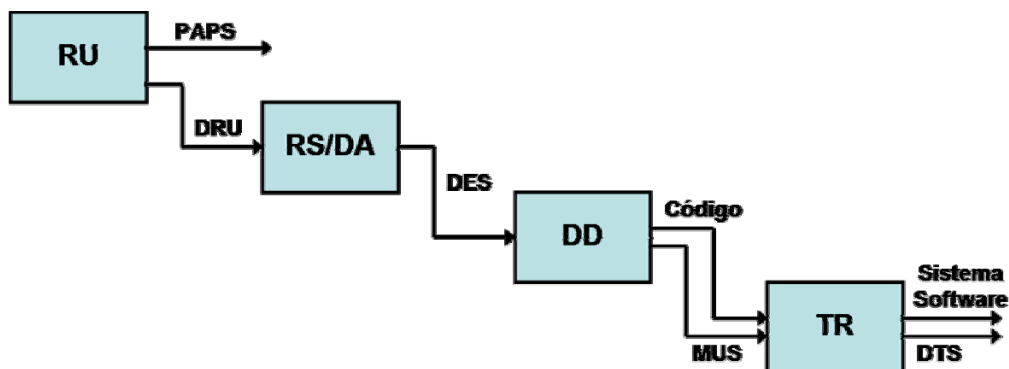 RU
PAPS
DRU
RS/DA
DES
DD
Código
MUS
TR
Sistema
Software
DTS